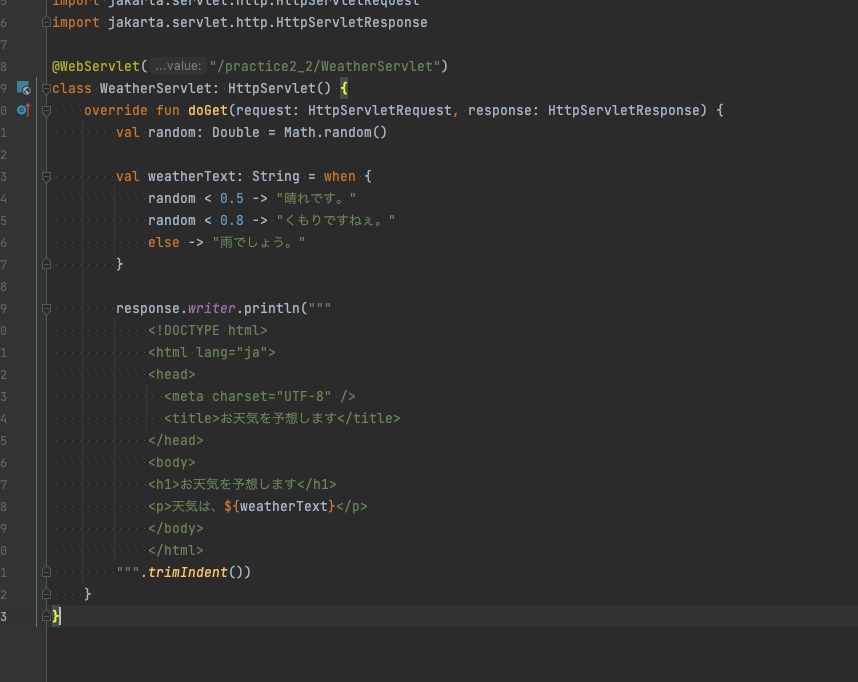 import jakarta.servlet.http.HttpServletRequest
6 import jakarta.servlet.http.HttpServletResponse
7
8 @WebServlet( ...value: "/practice2_2/WeatherServlet")
9 class WeatherServlet: HttpServlet() {
0     override fun doGet(request: HttpServletRequest, response: HttpServletResponse) {
1         val random: Double = Math.random()
2
3         val weatherText: String = when {
4             random < 0.5 -> "晴れです。"
5             random < 0.8 -> "くもりですねぇ。"
6             else -> "雨でしょう。"
7         }
8
9         response.writer.println("""
0             <!DOCTYPE html>
1             <html lang="ja">
2             <head>
3               <meta charset="UTF-8" />
4               <title>お天気を予想します</title>
5             </head>
6             <body>
7             <h1>お天気を予想します</h1>
8             <p>天気は、${weatherText}</p>
9             </body>
0             </html>
1         """.trimIndent())
2     }
3 }